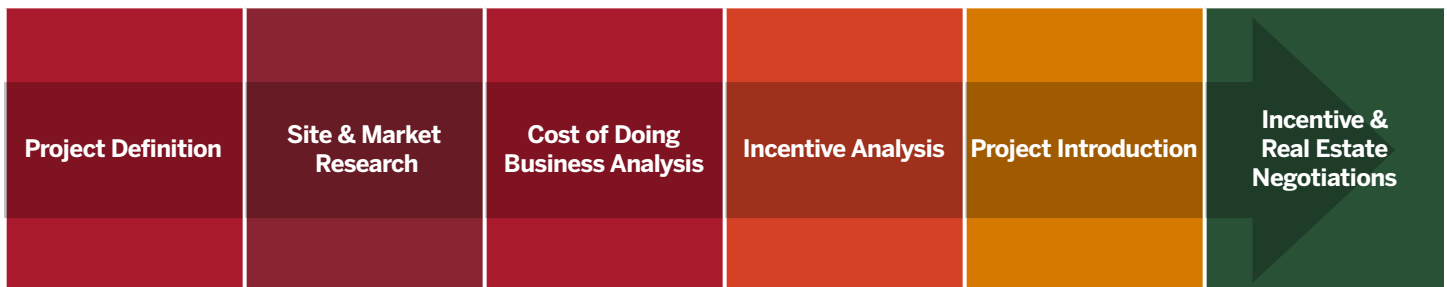 Project Definition
Site & Market
Research
Cost of Doing
Business Analysis
Incentive Analysis
Project Introduction
Incentive &
Real Estate
Negotiations